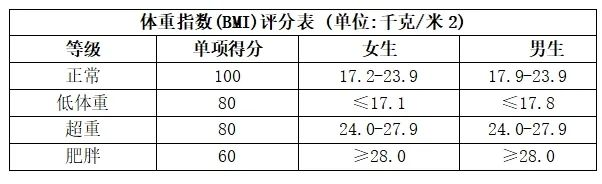 体重指数(BMI)评分表 (单位:千克/米2)
等级 单项得分 女生 男生
正常 100 17.2-23.9 17.9-23.9
低体重 80 ≤17.1 ≤17.8
超重 80 24.0-27.9 24.0-27.9
肥胖 60 ≥28.0 ≥28.0